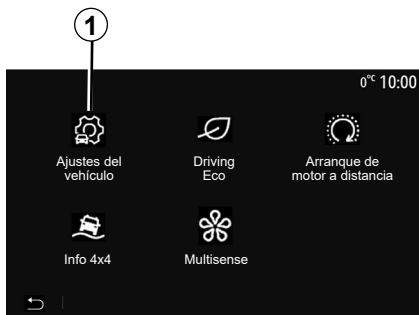 1
0°C 10:00
Ajustes del
vehículo
Driving
Eco
Arranque de
motor a distancia
Info 4x4
Multisense